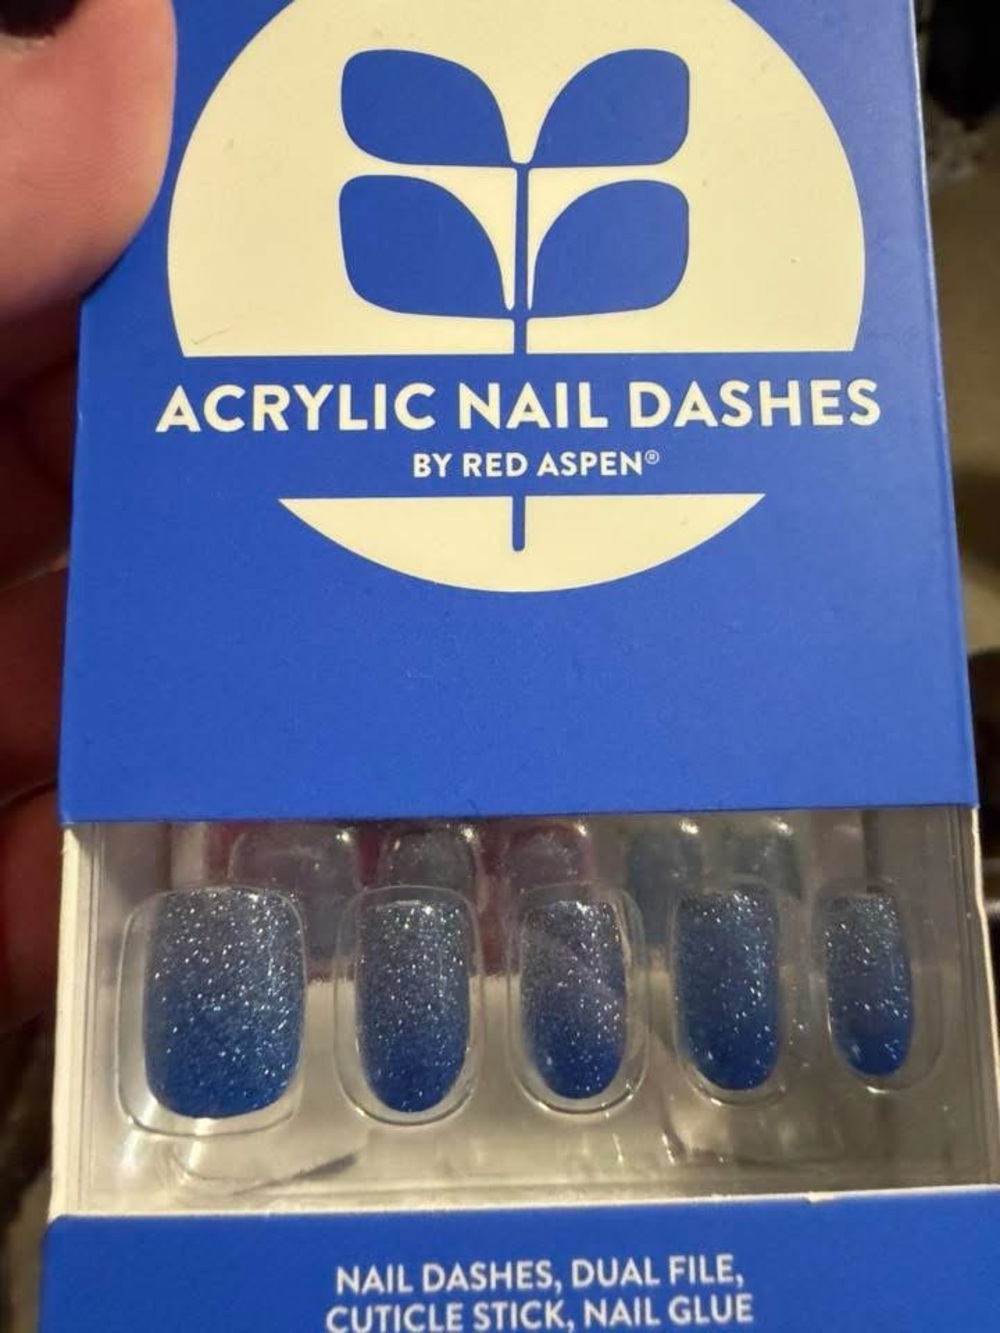 ACRYLIC NAIL DASHES
BY RED ASPEN®
NAIL DASHES, DUAL FILE,
CUTICLE STICK, NAIL GLUE